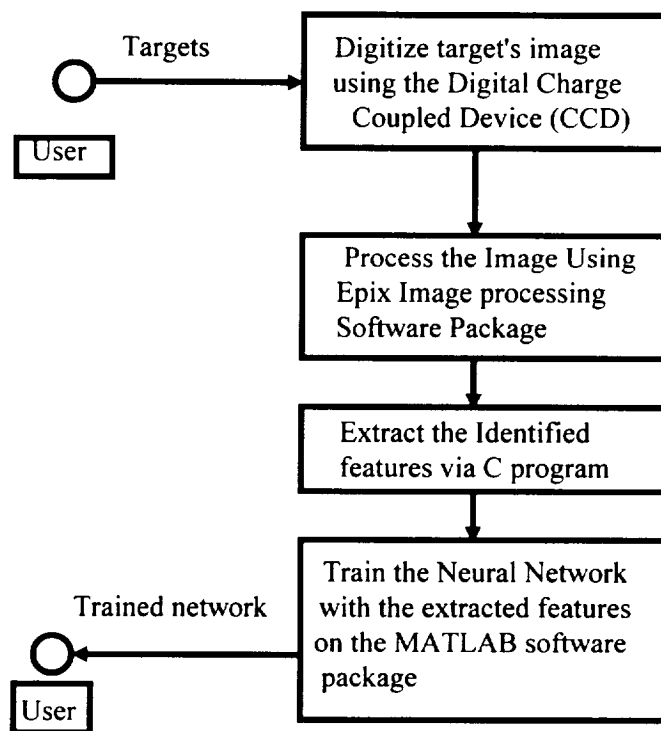 Targets
Digitize target's image
using the Digital Charge
Coupled Device (CCD)
User
Process the Image Using
Epix Image processing
Software Package
Extract the Identified
features via C program
Train the Neural Network
with the extracted features
on the MATLAB software
package
Trained network
User